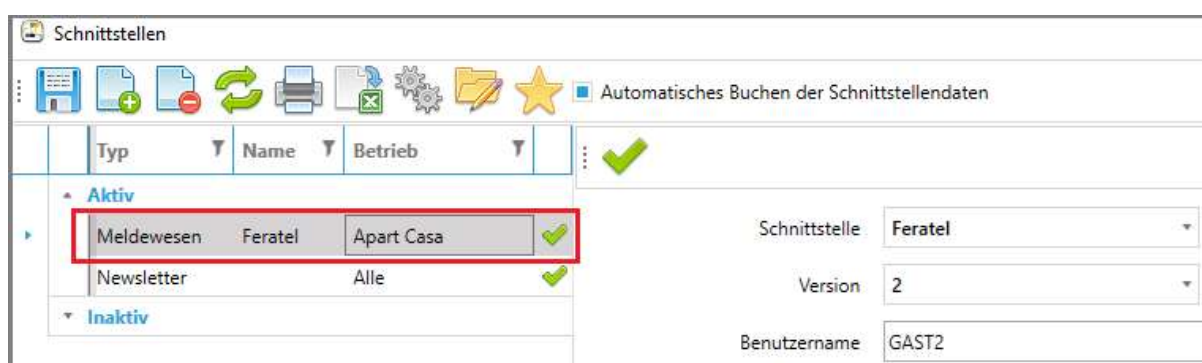 Schnittstellen
Automatisches Buchen der Schnittstellendaten
Typ Name Betrieb
Aktiv
Meldewesen Feratel Apart Casa
Newsletter Alle
Inaktiv
Schnittstelle Feratel
Version 2
Benutzername GAST2